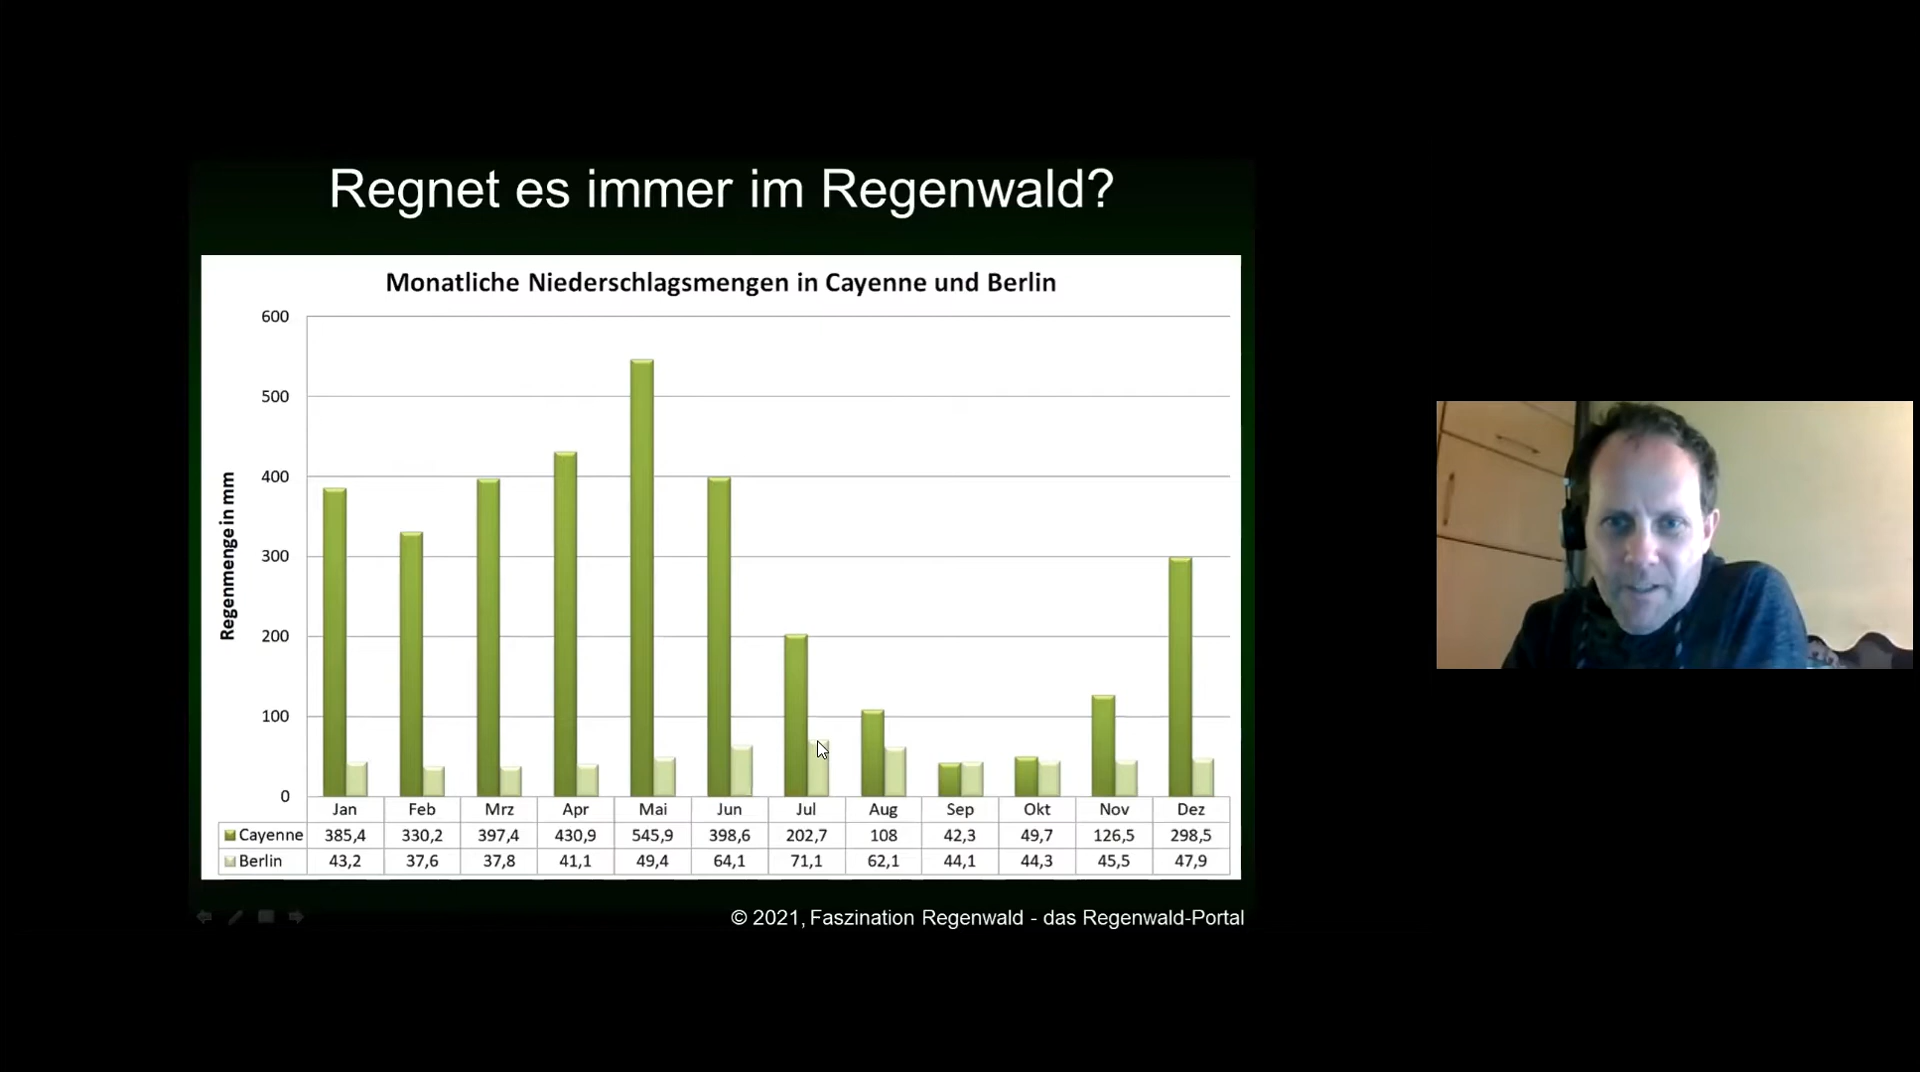 Regnet es immer im Regenwald?
Monatliche Niederschlagsmengen in Cayenne und Berlin
Regenmenge in mm
600
500
400
300
200
100
0
Jan Feb Mrz Apr Mai Jun Jul Aug Sep Okt Nov Dez
Cayenne 385,4 330,2 397,4 430,9 545,9 398,6 202,7 108 42,3 49,7 126,5 298,5
Berlin 43,2 37,6 37,8 41,1 49,4 64,1 71,1 62,1 44,1 44,3 45,5 47,9
© 2021, Faszination Regenwald - das Regenwald-Portal